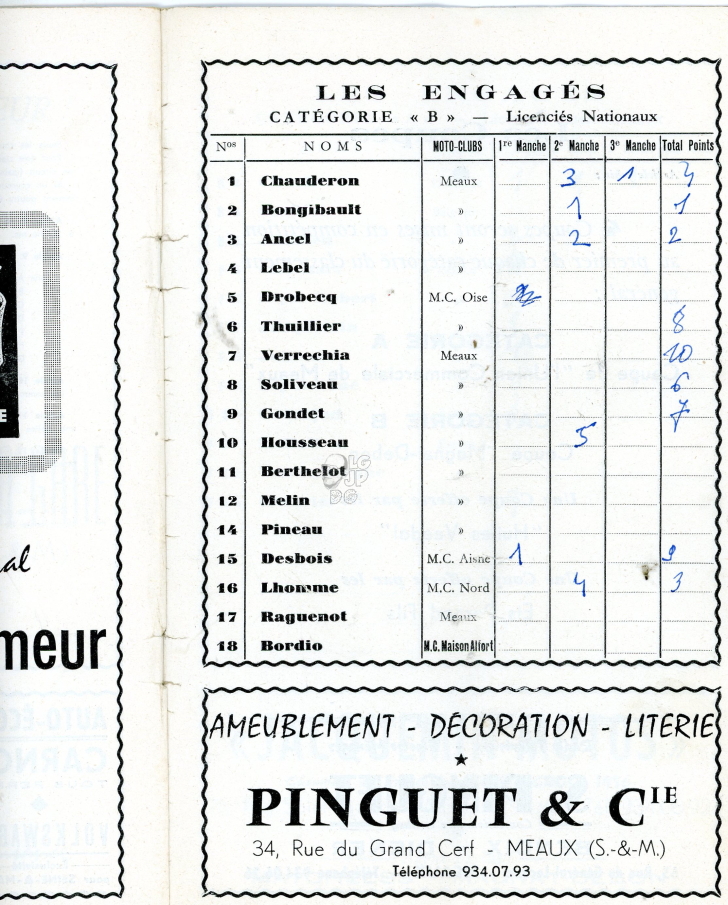 LES ENGAGÉS
CATÉGORIE « B » — Licenciés Nationaux
Nos NOMS MOTO-CLUBS 1re Manche 2e Manche 3e Manche Total Points
1 Chauderon Meaux 3 1
2 Bongibault » 1 1
3 Ancel » 2 2
4 Lebel »
5 Drobecq M.C. Oise
6 Thuillier » 8
7 Verrechia Meaux 10
8 Soliveau » 6
9 Gondet » 7
10 Housseau » 5
11 Berthelot »
12 Melin »
14 Pineau »
15 Desbois M.C. Aisne 1 9
16 Lhomme M.C. Nord 4 3
17 Raguenot Meaux
18 Bordio M.C. Maison Alfort
E
al
meur
AMEUBLEMENT - DECORATION - LITERIE
★
PINGUET & CIE
34, Rue du Grand Cerf - MEAUX (S.-&-M.)
Téléphone 934.07.93